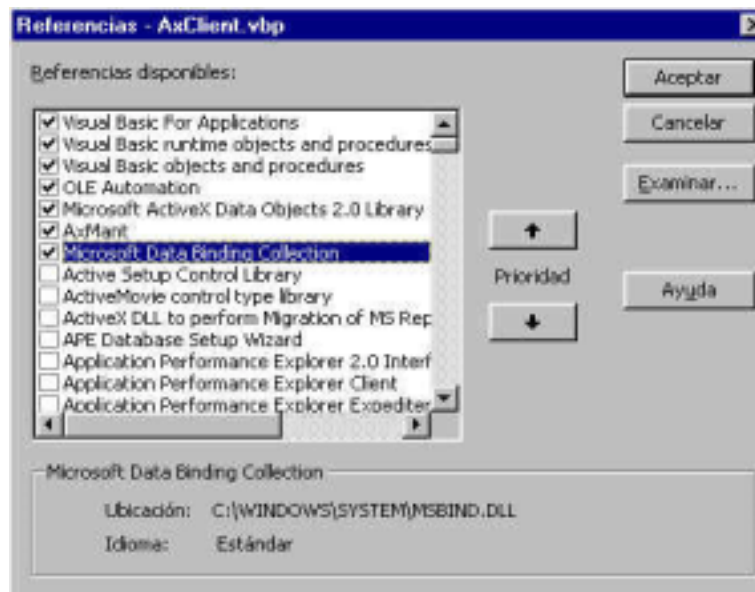 Referencias - AxClient.vbp
Referencias disponibles:
Visual Basic For Applications
Visual Basic runtime objects and procedures
Visual Basic objects and procedures
OLE Automation
Microsoft ActiveX Data Objects 2.0 Library
AxMant
Microsoft Data Binding Collection
Active Setup Control Library
ActiveMovie control type library
ActiveX DLL to perform Migration of MS Rep
APE Database Setup Wizard
Application Performance Explorer 2.0 Interf
Application Performance Explorer Client
Application Performance Explorer Expediter
Aceptar
Cancelar
Examinar...
Prioridad
Ayuda
Microsoft Data Binding Collection
Ubicación: C:\WINDOWS\SYSTEM\MSBIND.DLL
Idioma: Estándar